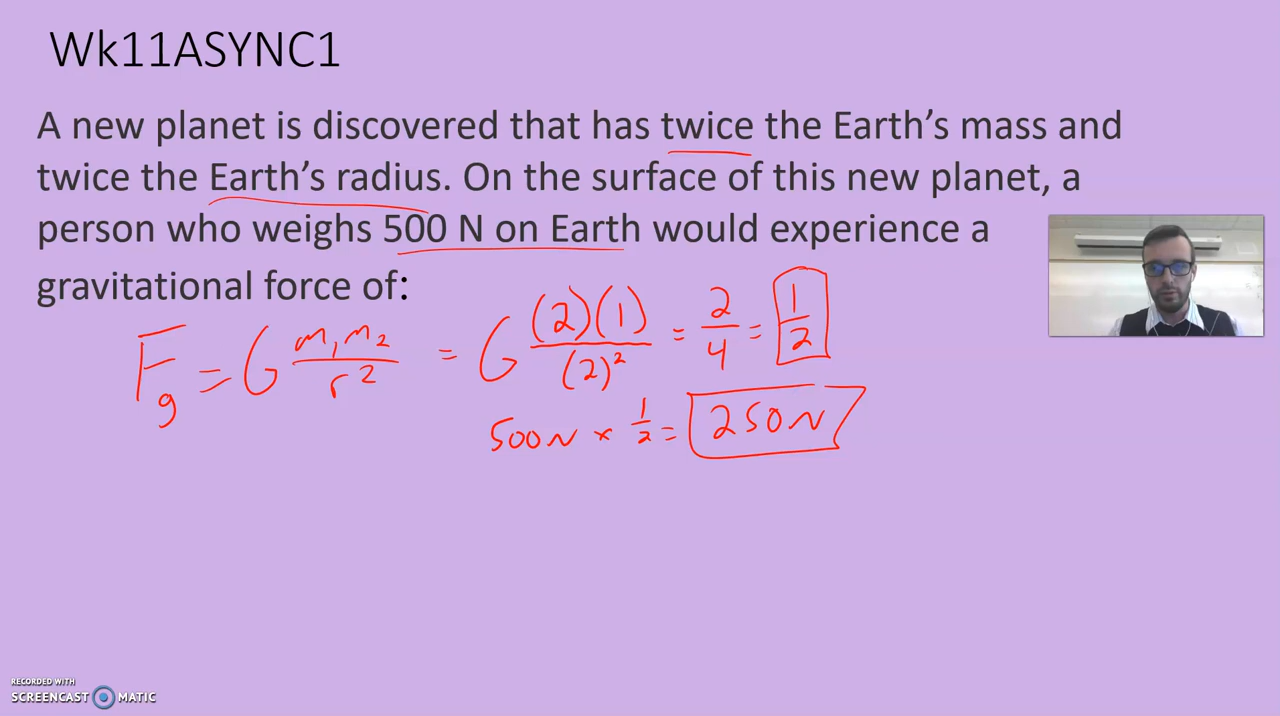 Wk11ASYNC1
A new planet is discovered that has twice the Earth's mass and
twice the Earth's radius. On the surface of this new planet, a
person who weighs 500 N on Earth would experience a
gravitational force of:
Fg = G m₁m₂/r² = G (2)(1)/(2)² = 2/4 = 1/2
500N × 1/2 = 250N
RECORDED WITH
SCREENCAST MATIC